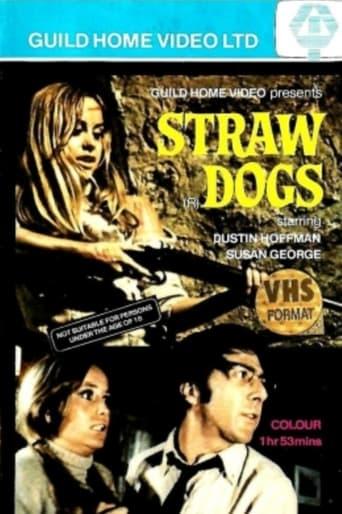 GUILD HOME VIDEO LTD
GUILD HOME VIDEO presents
STRAW
(R) DOGS
starring
DUSTIN HOFFMAN
SUSAN GEORGE
VHS
FORMAT
NOT SUITABLE FOR PERSONS
UNDER THE AGE OF 18
COLOUR
1hr 53mins